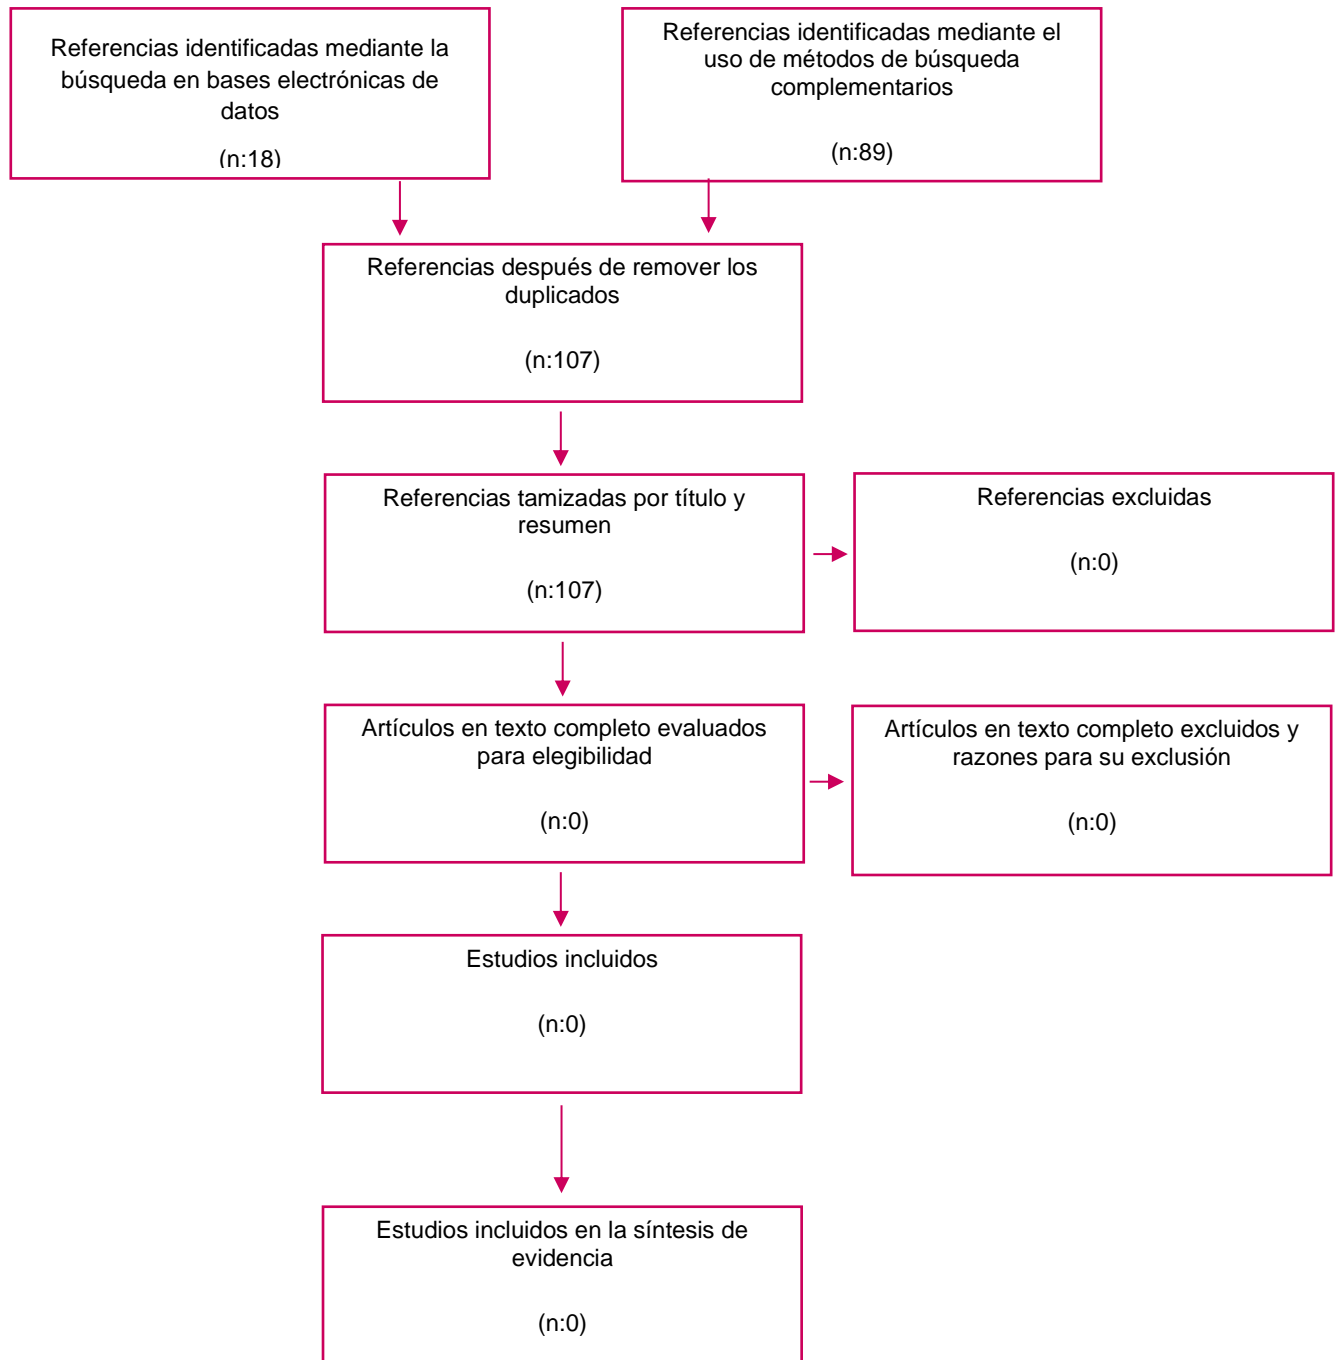 Referencias identificadas mediante la
búsqueda en bases electrónicas de
datos
(n:18)
Referencias identificadas mediante el
uso de métodos de búsqueda
complementarios
(n:89)
Referencias después de remover los
duplicados
(n:107)
Referencias tamizadas por título y
resumen
(n:107)
Referencias excluidas
(n:0)
Artículos en texto completo evaluados
para elegibilidad
(n:0)
Artículos en texto completo excluidos y
razones para su exclusión
(n:0)
Estudios incluidos
(n:0)
Estudios incluidos en la síntesis de
evidencia
(n:0)